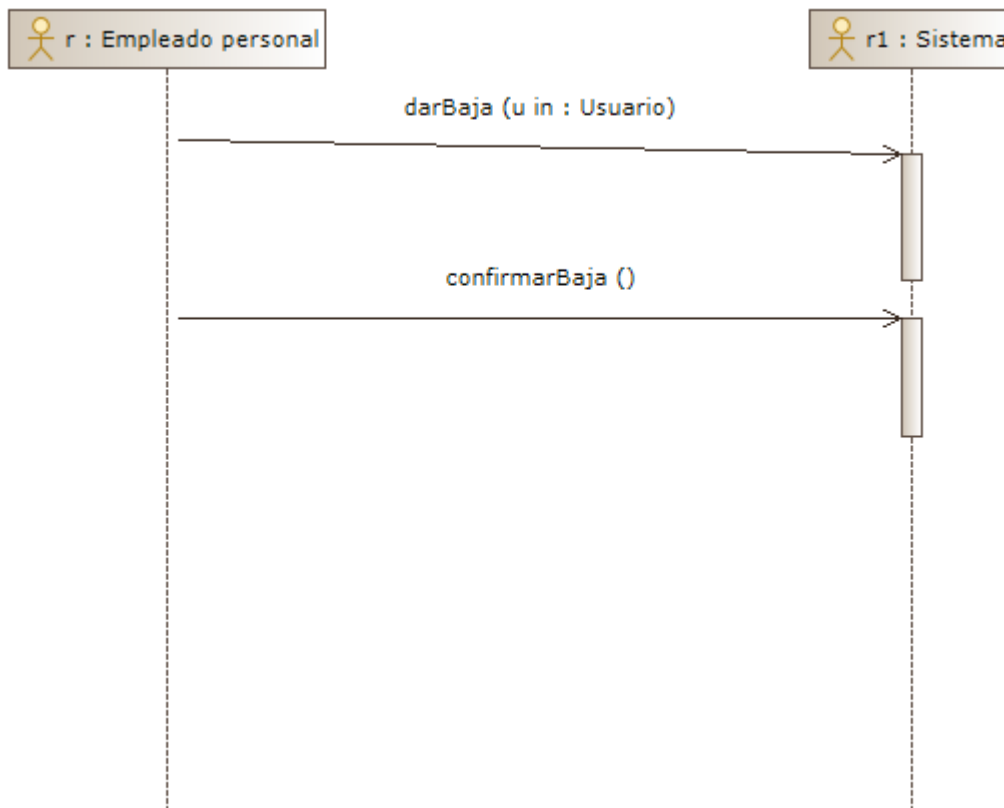 r : Empleado personal
r1 : Sistema
darBaja (u in : Usuario)
confirmarBaja ()